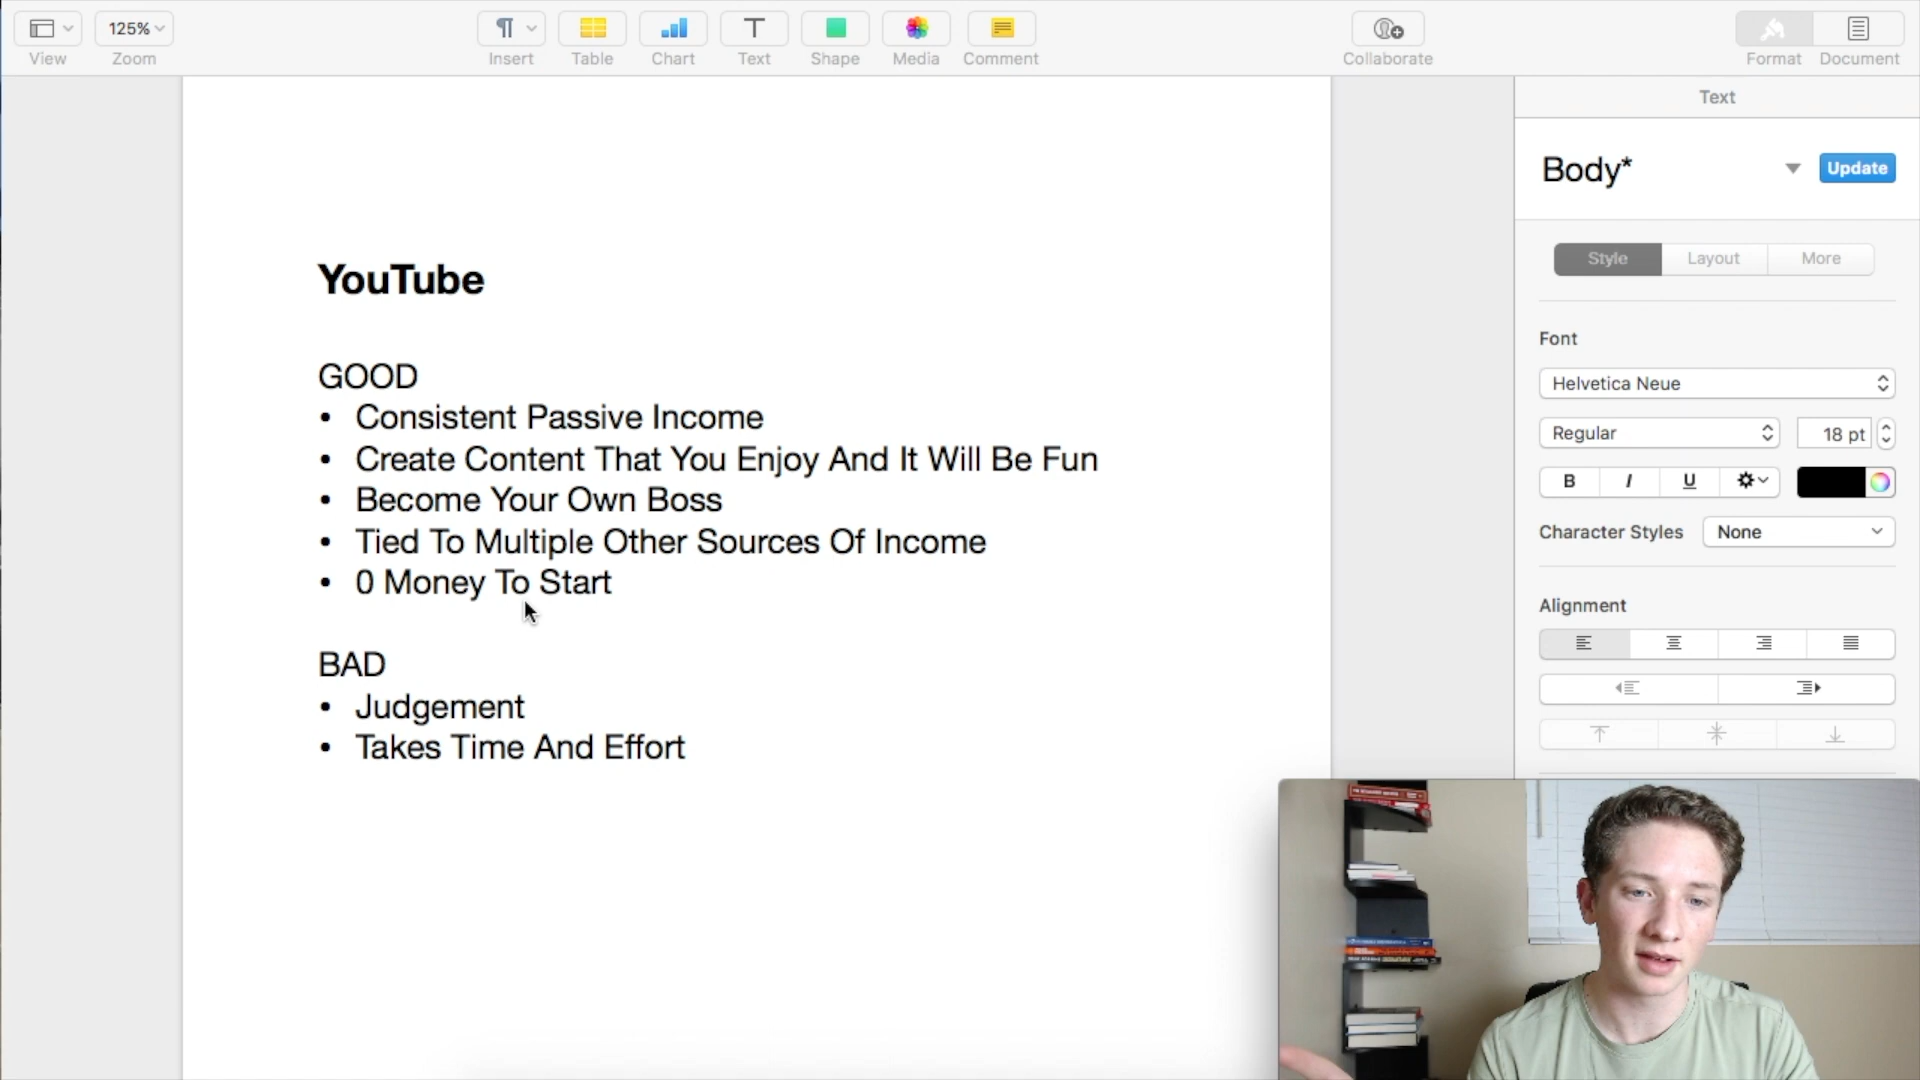 125%
View
Zoom
Insert
Table
Chart
Text
Shape
Media
Comment
Collaborate
Format
Document
Text
Body*
Update
Style
Layout
More
YouTube
Font
Helvetica Neue
Regular
18 pt
B
I
U
Character Styles
None
Alignment
GOOD
• Consistent Passive Income
• Create Content That You Enjoy And It Will Be Fun
• Become Your Own Boss
• Tied To Multiple Other Sources Of Income
• 0 Money To Start
BAD
• Judgement
• Takes Time And Effort